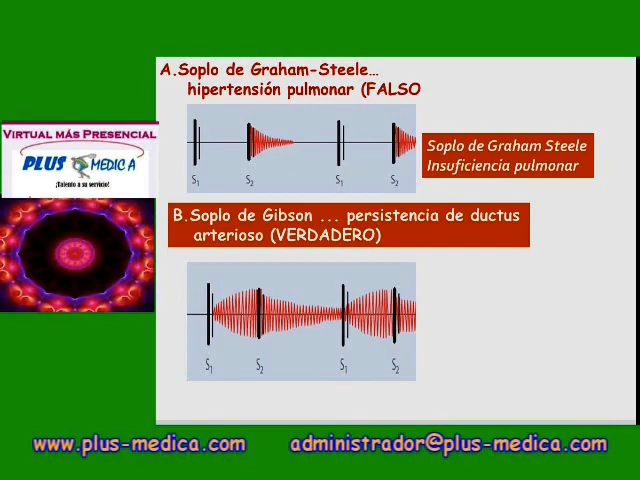 A.Soplo de Graham-Steele…
hipertensión pulmonar (FALSO
S1 S2 S1 S2
Soplo de Graham Steele
Insuficiencia pulmonar
VIRTUAL MÁS PRESENCIAL
PLUS MEDICA
¡Talento a su servicio!
B.Soplo de Gibson ... persistencia de ductus
arterioso (VERDADERO)
S1 S2 S1 S2
www.plus-medica.com administrador@plus-medica.com